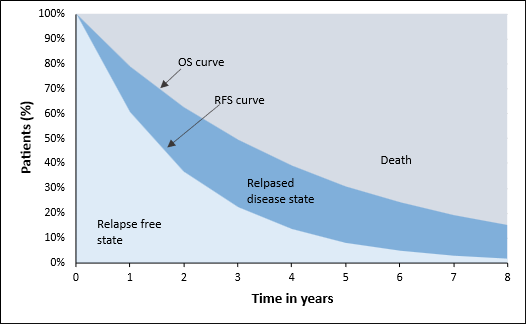 100%
90%
80%
70%
60%
50%
40%
30%
20%
10%
0%
Patients (%)
OS curve
RFS curve
Death
Relpased
disease state
Relapse free
state
0 1 2 3 4 5 6 7 8
Time in years